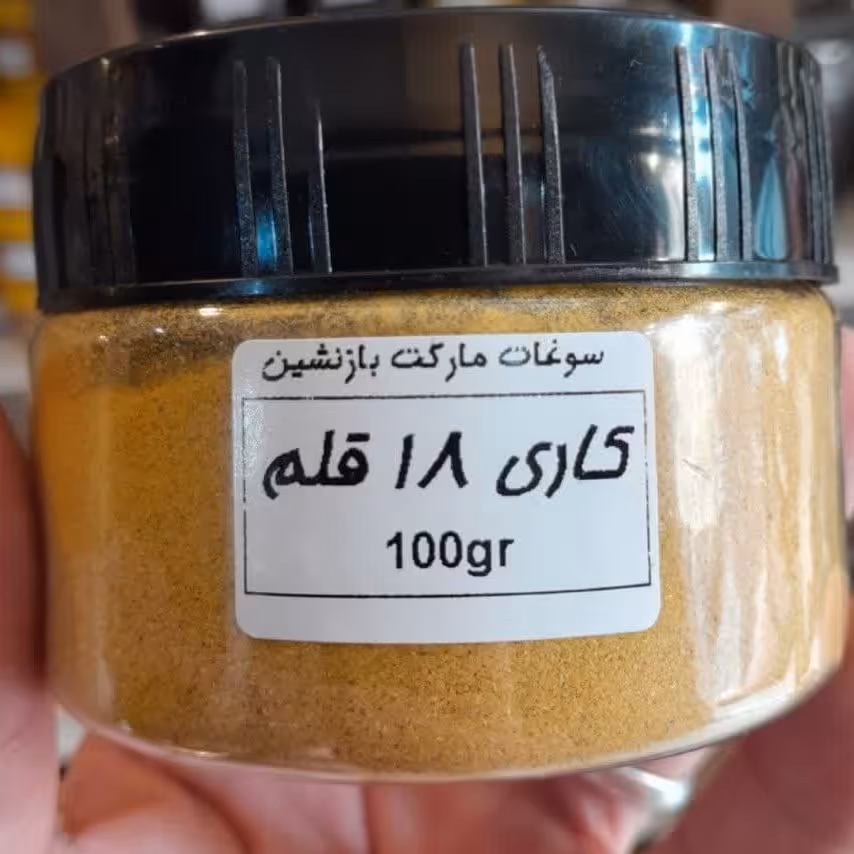 سوغات مارکت بازنشین
کاری ۱۸ قلم
100gr